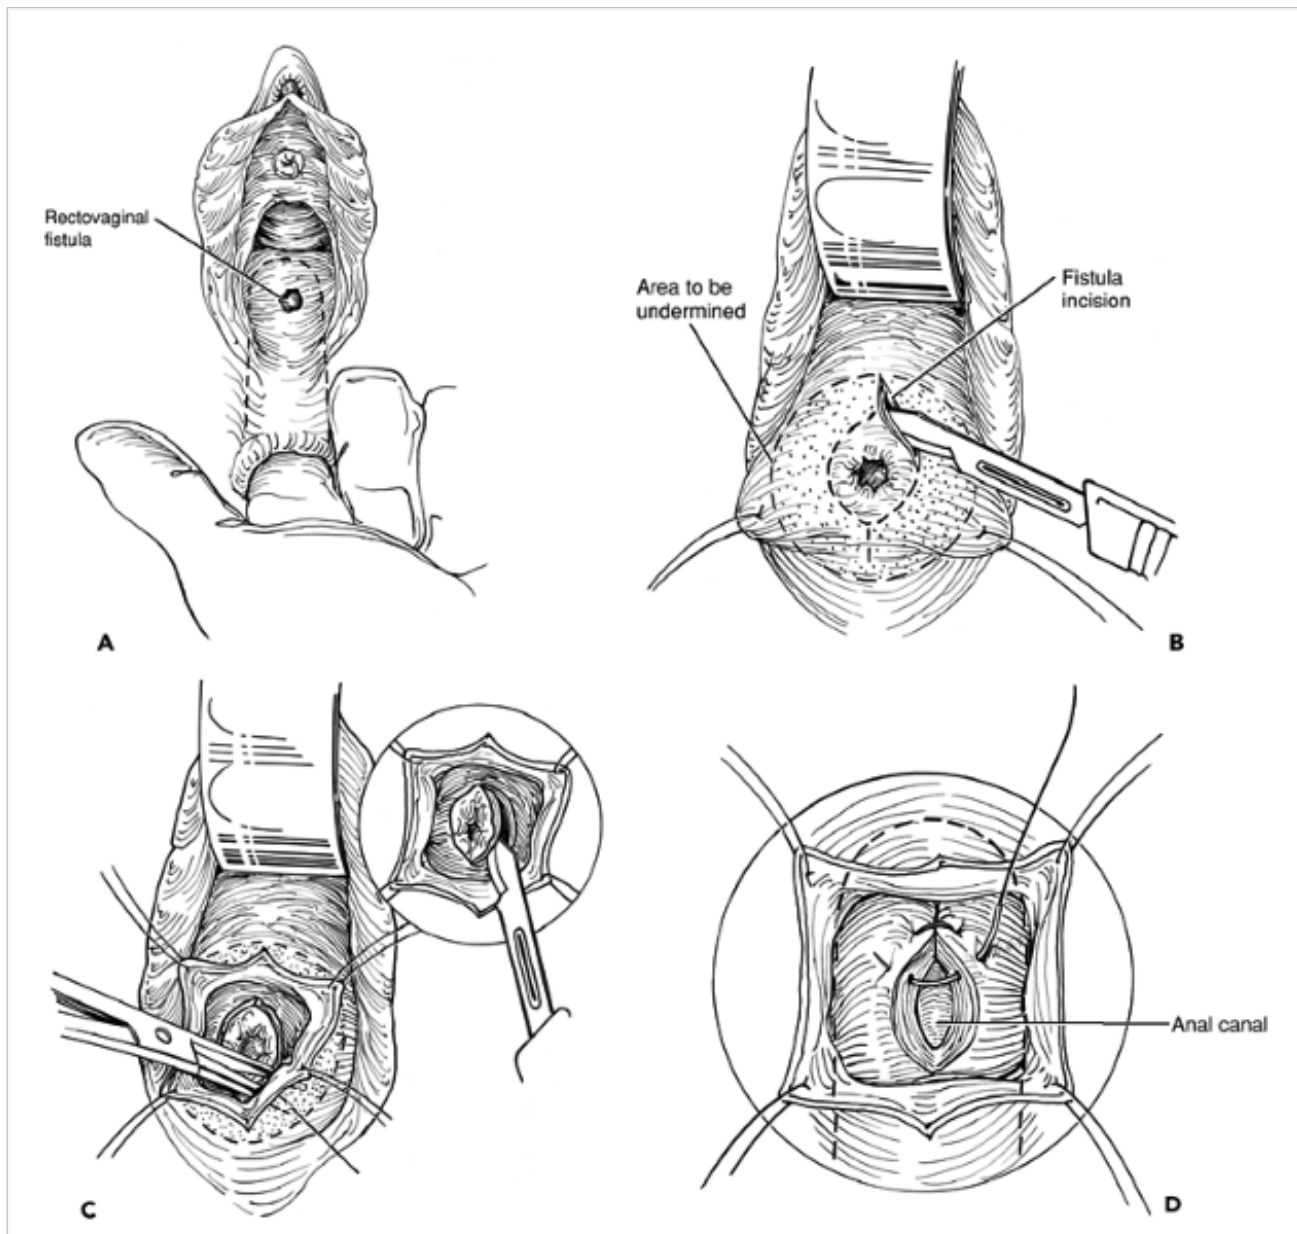 Rectovaginal
fistula
A
Area to be
undermined
Fistula
incision
B
C
Anal canal
D